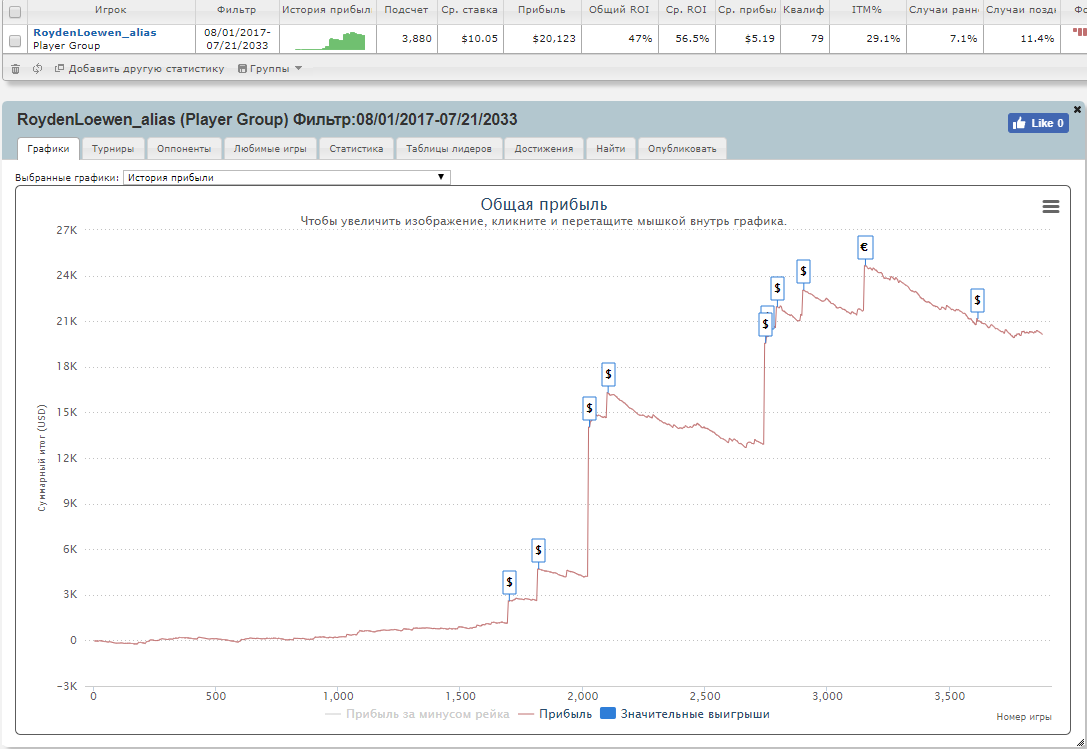 Игрок Фильтр История прибыл Подсчет Ср. ставка Прибыль Общий ROI Ср. ROI Ср. прибыл Квалиф ITM% Случаи ранн Случаи поздн
RoydenLoewen_alias 08/01/2017- 3,880 $10.05 $20,123 47% 56.5% $5.19 79 29.1% 7.1% 11.4%
Player Group 07/21/2033
Добавить другую статистику Группы
RoydenLoewen_alias (Player Group) Фильтр:08/01/2017-07/21/2033
Like 0
Графики Турниры Оппоненты Любимые игры Статистика Таблицы лидеров Достижения Найти Опубликовать
Выбранные графики: История прибыли
Общая прибыль
Чтобы увеличить изображение, кликните и перетащите мышкой внутрь графика.
27K
24K
21K
18K
15K
12K
9K
6K
3K
0
-3K
Суммарный итог (USD)
$
$
$
$
$
$
$
€
$
0 500 1,000 1,500 2,000 2,500 3,000 3,500
Прибыль за минусом рейка Прибыль Значительные выигрыши
Номер игры